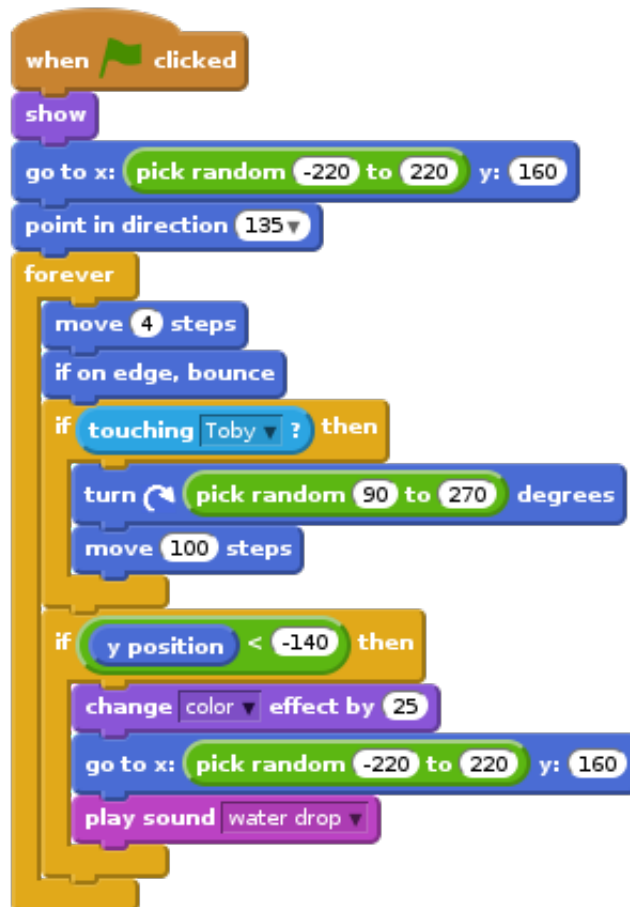 when clicked
show
go to x: pick random -220 to 220 y: 160
point in direction 135
forever
move 4 steps
if on edge, bounce
if touching Toby ? then
turn pick random 90 to 270 degrees
move 100 steps
if y position < -140 then
change color effect by 25
go to x: pick random -220 to 220 y: 160
play sound water drop